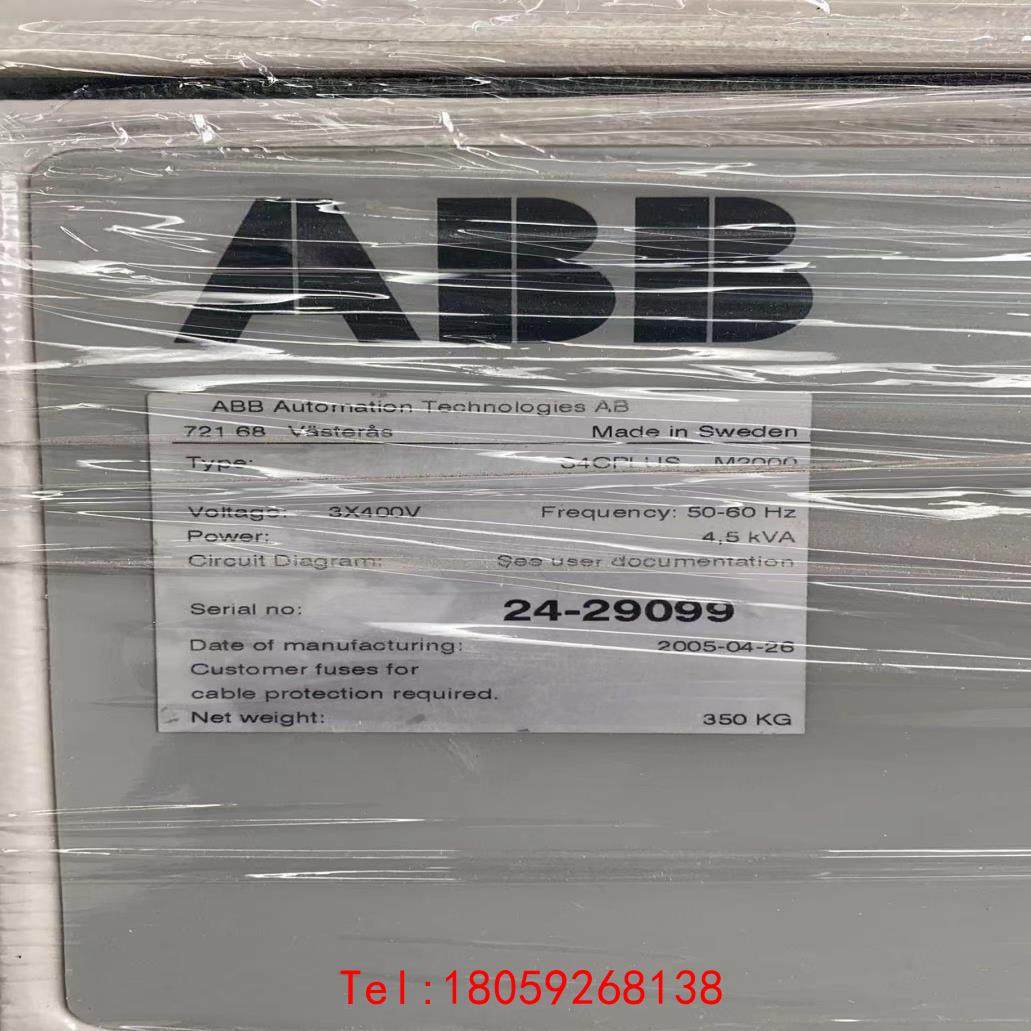 ABB
ABB Automation Technologies AB
721 68 Västerås Made in Sweden
Type: S4CPLUS M2000
Voltage: 3X400V Frequency: 50-60 Hz
Power: 4,5 kVA
Circuit Diagram: See user documentation
Serial no: 24-29099
Date of manufacturing: 2005-04-26
Customer fuses for
cable protection required.
Net weight: 350 KG
Tel:18059268138